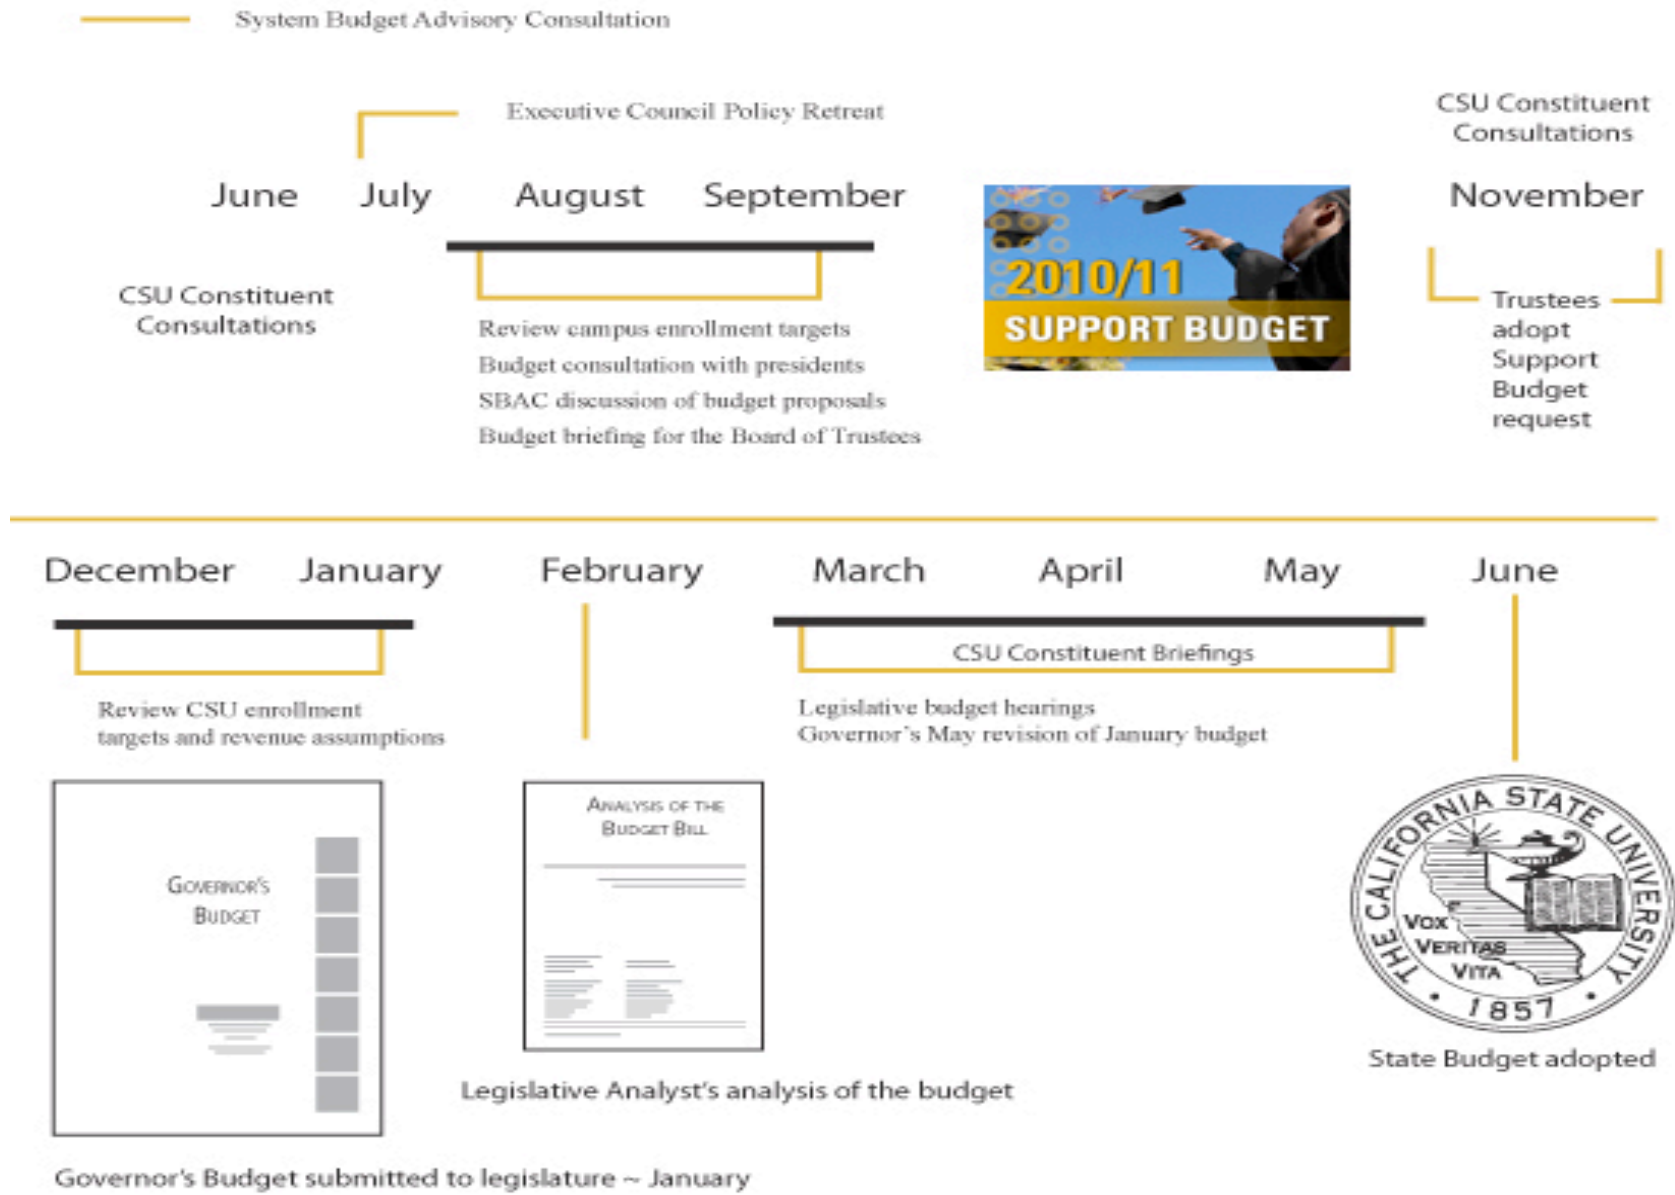 System Budget Advisory Consultation
Executive Council Policy Retreat
CSU Constituent
Consultations
June
July
August
September
November
CSU Constituent
Consultations
Review campus enrollment targets
Budget consultation with presidents
SBAC discussion of budget proposals
Budget briefing for the Board of Trustees
2010/11
SUPPORT BUDGET
Trustees
adopt
Support
Budget
request
December
January
February
March
April
May
June
CSU Constituent Briefings
Review CSU enrollment
targets and revenue assumptions
Legislative budget hearings
Governor's May revision of January budget
GOVERNOR'S
BUDGET
ANALYSIS OF THE
BUDGET BILL
THE CALIFORNIA STATE UNIVERSITY
VOX
VERITAS
VITA
• 1857 •
State Budget adopted
Legislative Analyst's analysis of the budget
Governor's Budget submitted to legislature ~ January